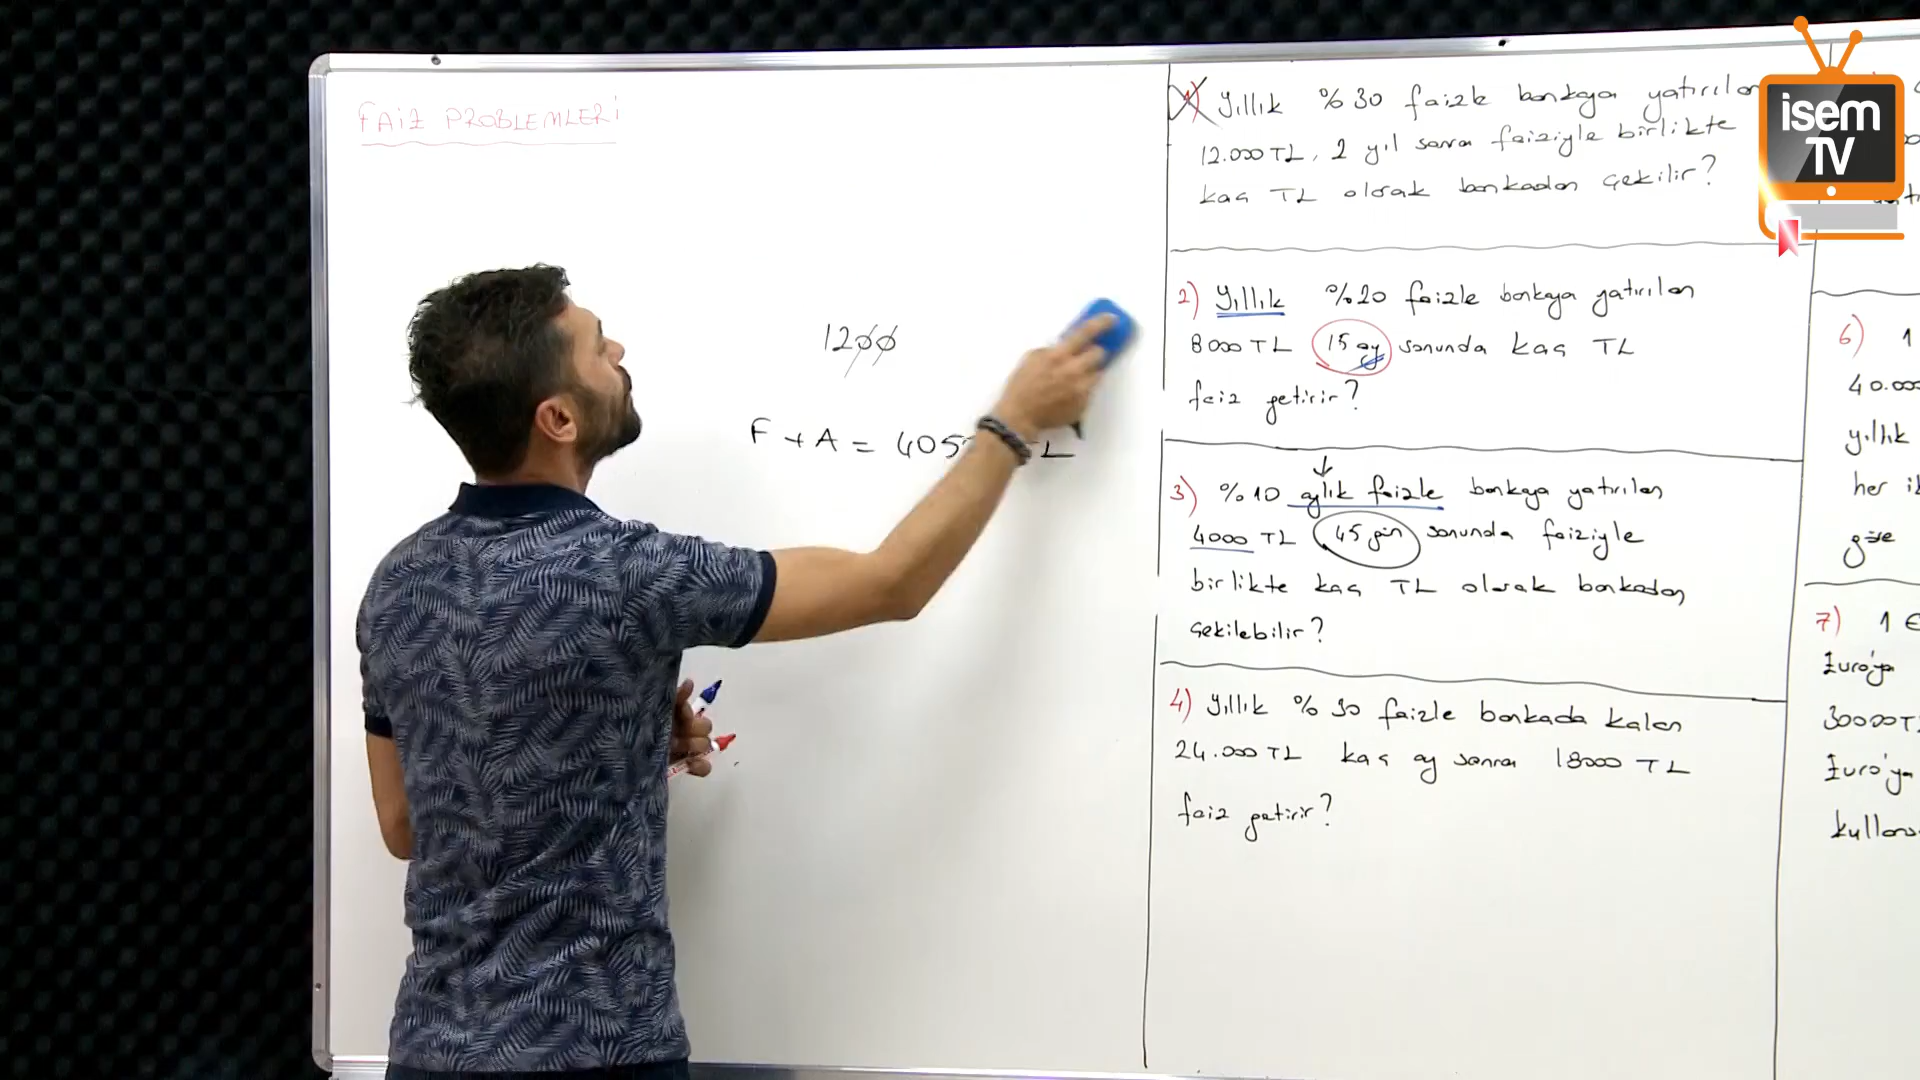 FAİZ PROBLEMLERİ
1200
F + A = 405
TL
1) Yıllık %30 faizle bankaya yatırılan
12.000 TL, 2 yıl sonra faiziyle birlikte
kaç TL olarak bankadan çekilir?
2) Yıllık %20 faizle bankaya yatırılan
8000 TL 15 ay sonunda kaç TL
faiz getirir?
3) %10 aylık faizle bankaya yatırılan
4000 TL 45 gün sonunda faiziyle
birlikte kaç TL olarak bankadan
çekilebilir?
4) Yıllık %30 faizle bankada kalan
24.000 TL kaç ay sonra 18000 TL
faiz getirir?
6) 1
40.000
yıllık
her
göre
7) 1 €
Euro'ya
30000 T
Euro'ya
isem
TV